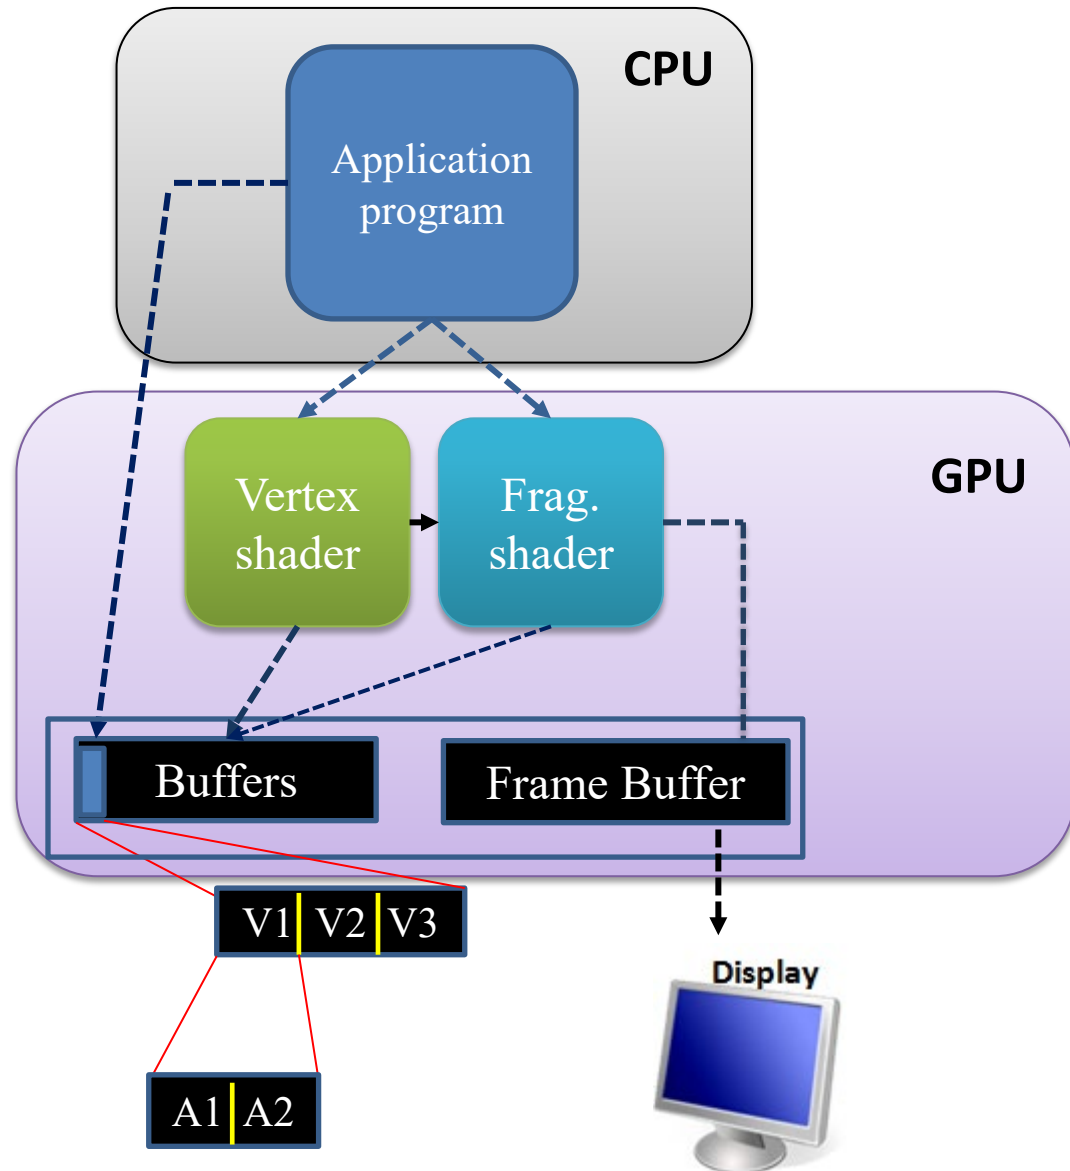 CPU
Application
program
GPU
Vertex
shader
Frag.
shader
Buffers
Frame Buffer
V1 V2 V3
Display
A1 A2